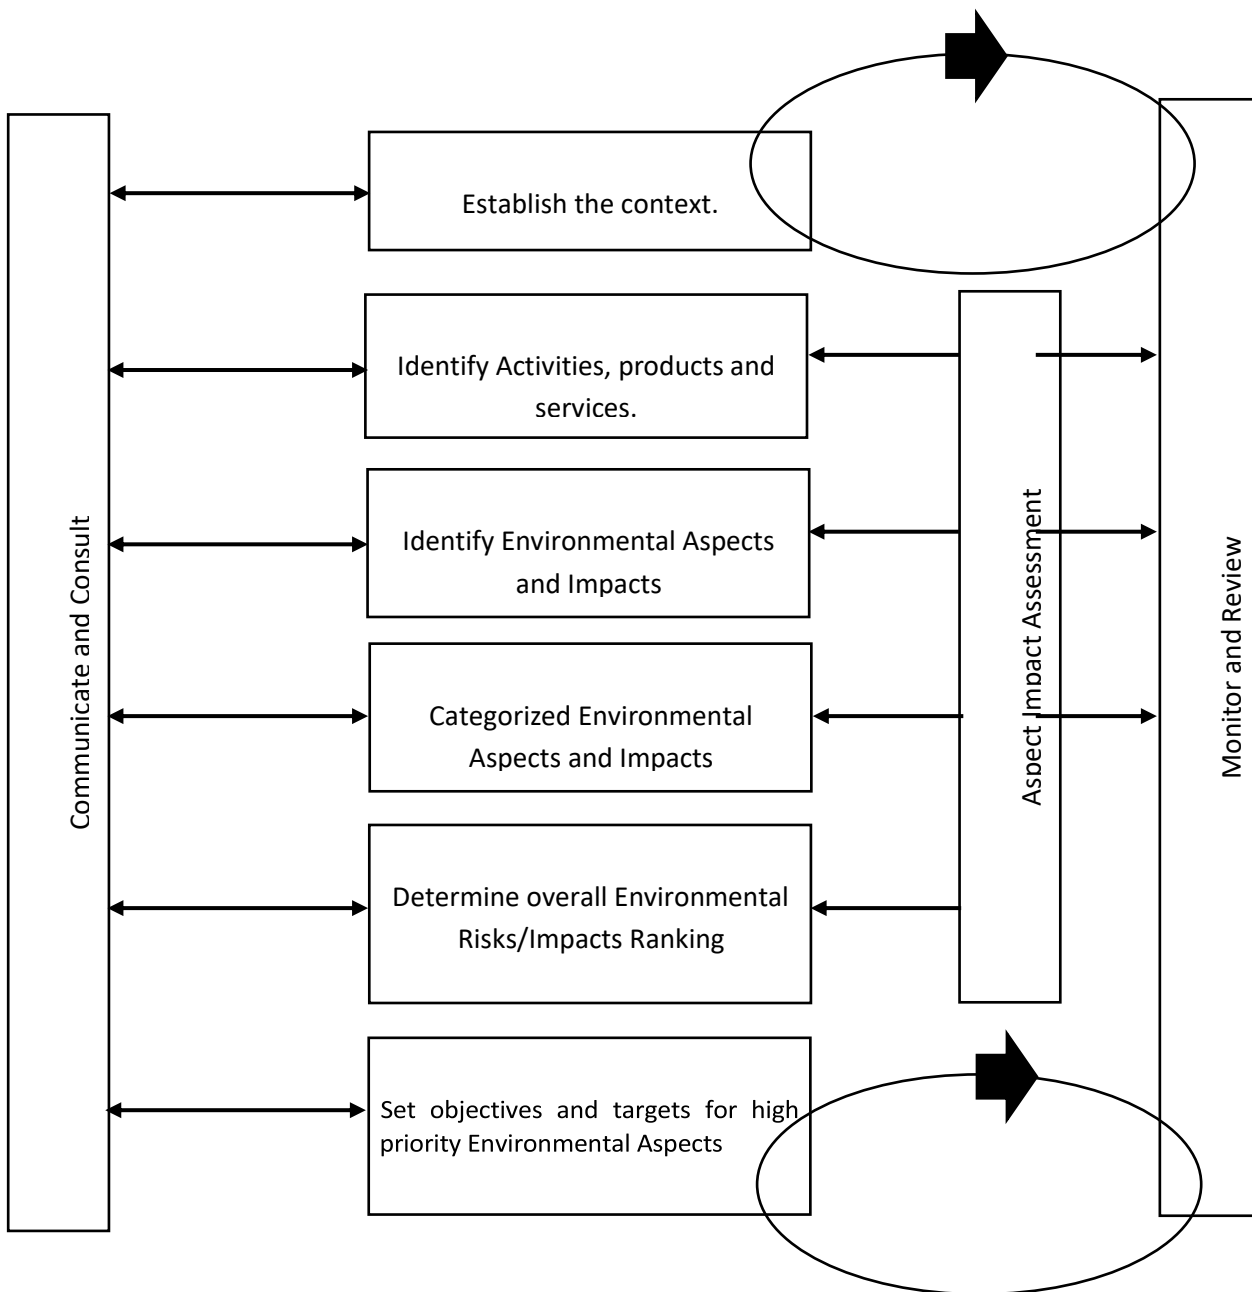 Establish the context.
Identify Activities, products and
services.
Identify Environmental Aspects
and Impacts
Categorized Environmental
Aspects and Impacts
Determine overall Environmental
Risks/Impacts Ranking
Set objectives and targets for high
priority Environmental Aspects
Communicate and Consult
Aspect Impact Assessment
Monitor and Review